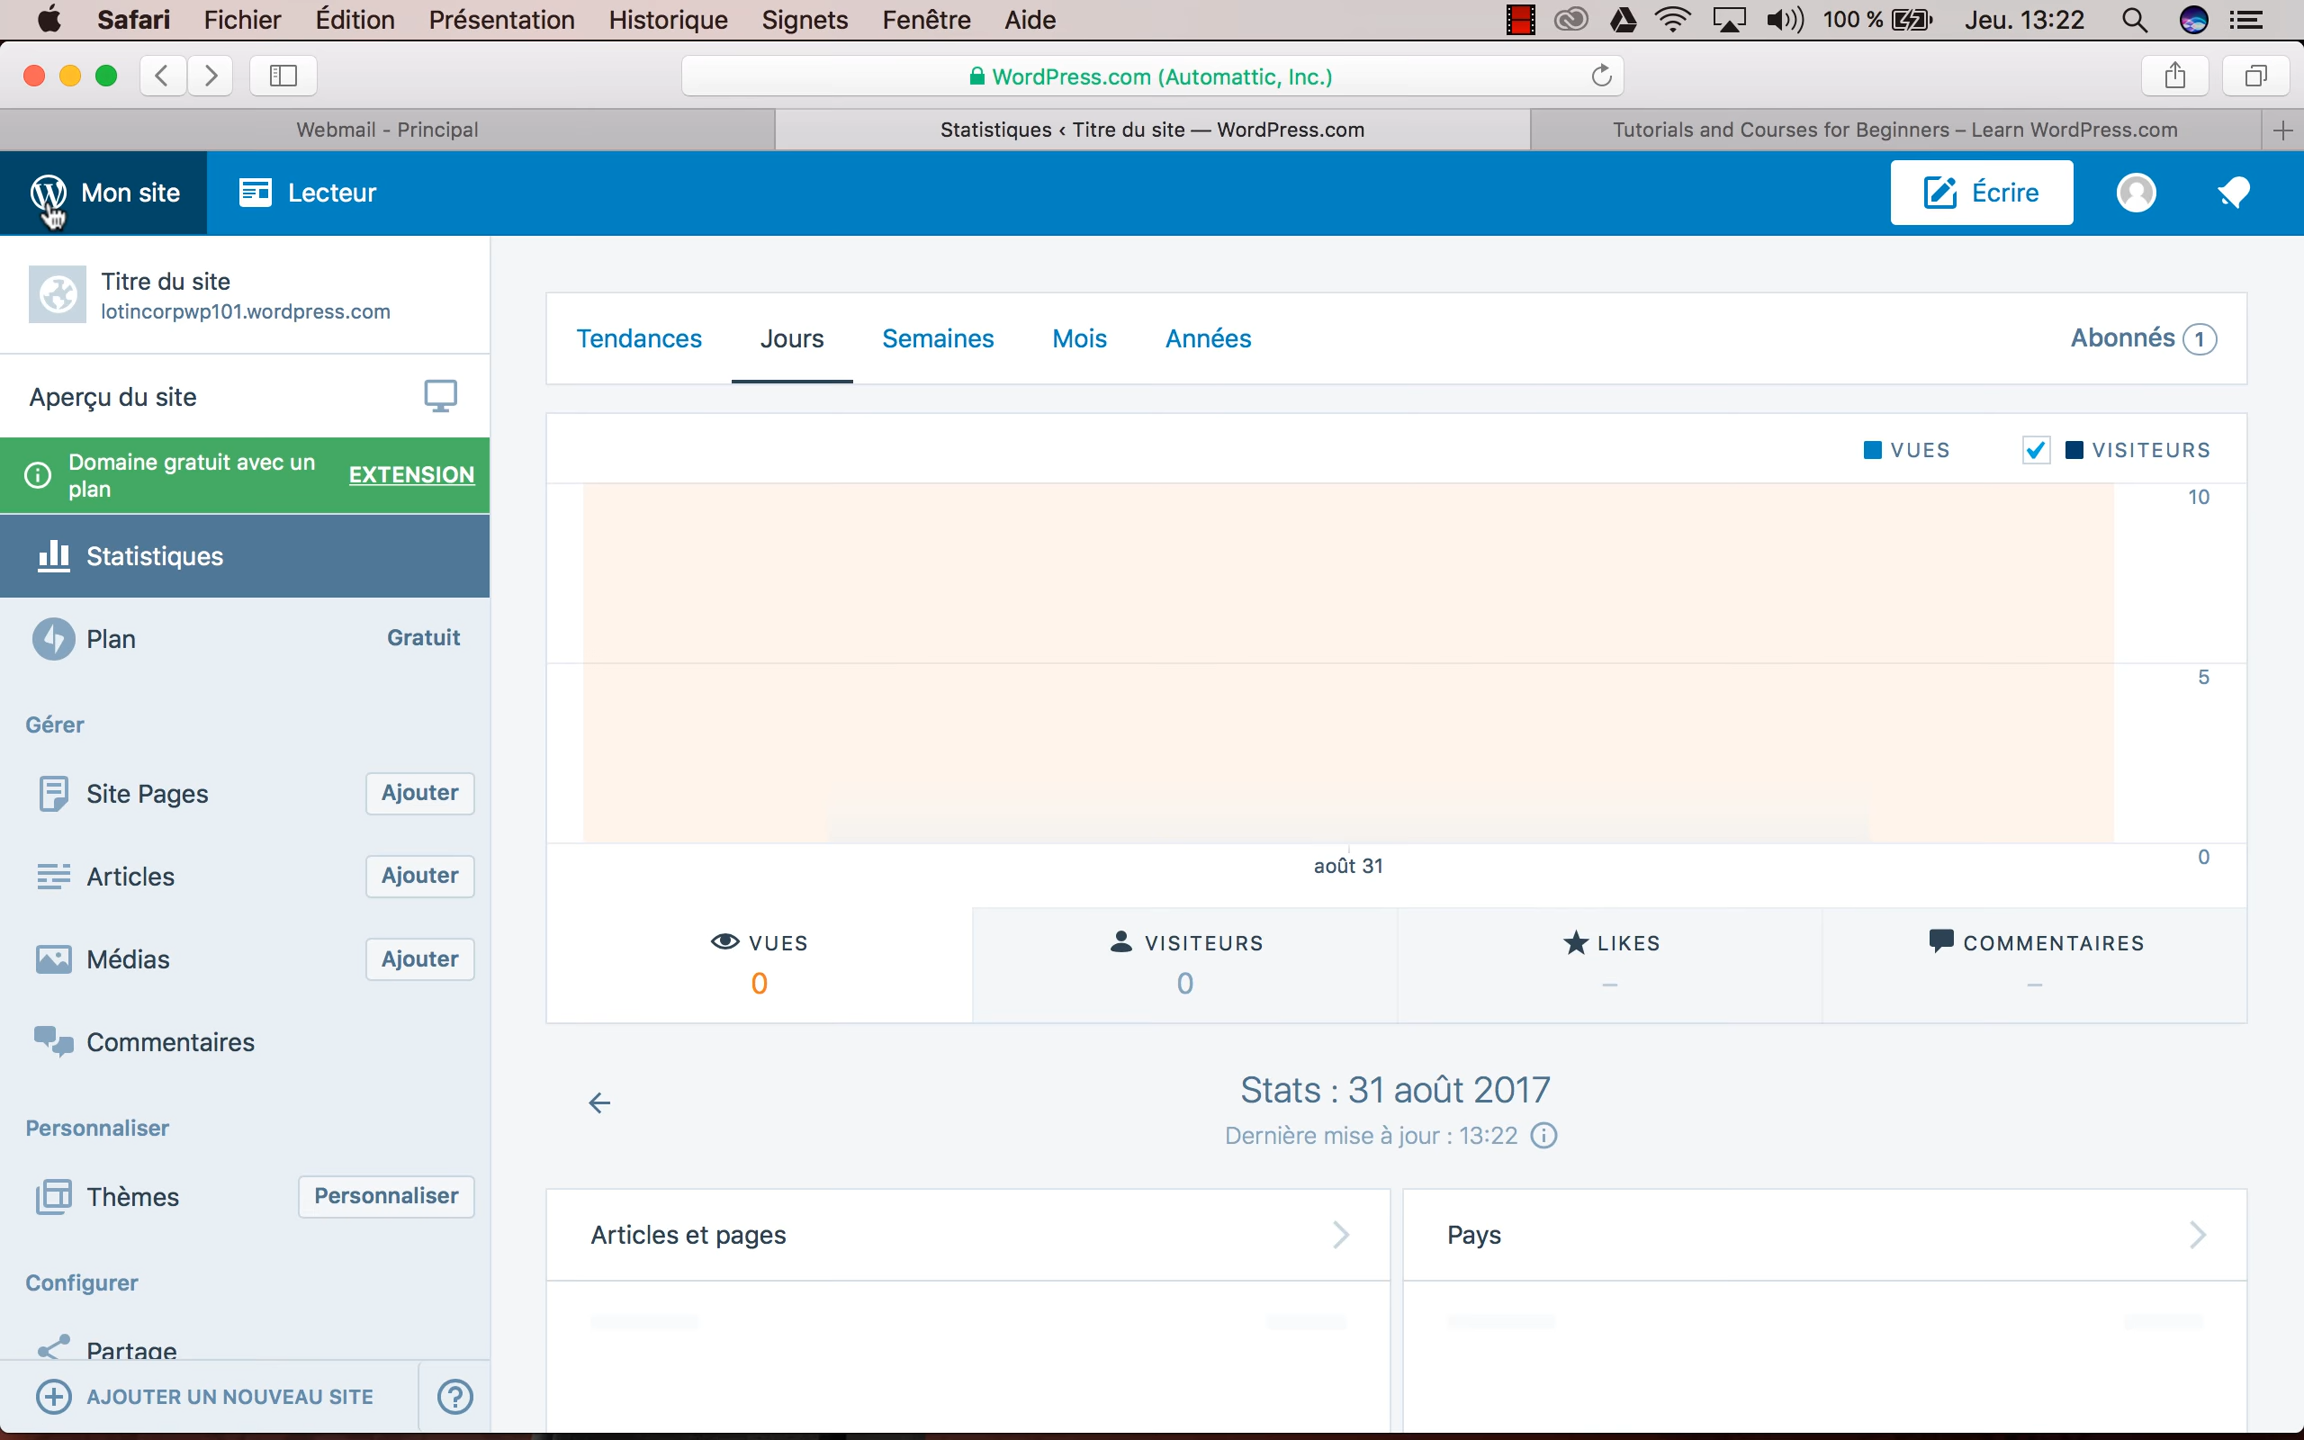 Safari Fichier Édition Présentation Historique Signets Fenêtre Aide 100 % Jeu. 13:22
WordPress.com (Automattic, Inc.)
Webmail - Principal
Statistiques ‹ Titre du site — WordPress.com
Tutorials and Courses for Beginners – Learn WordPress.com
Mon site
Lecteur
Écrire
Titre du site
lotincorpwp101.wordpress.com
Aperçu du site
Domaine gratuit avec un
plan
EXTENSION
Statistiques
Plan Gratuit
Gérer
Site Pages Ajouter
Articles Ajouter
Médias Ajouter
Commentaires
Personnaliser
Thèmes Personnaliser
Configurer
Partage
AJOUTER UN NOUVEAU SITE
Tendances Jours Semaines Mois Années Abonnés 1
VUES VISITEURS
10
5
0
août 31
VUES VISITEURS LIKES COMMENTAIRES
0 0 – –
Stats : 31 août 2017
Dernière mise à jour : 13:22
Articles et pages
Pays